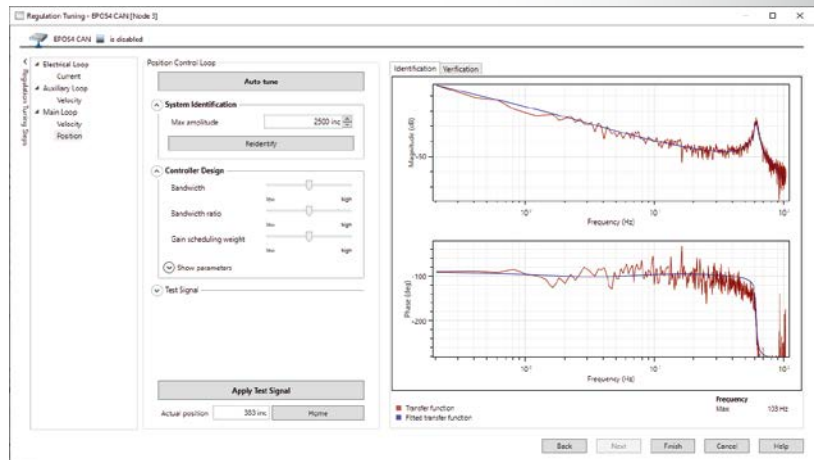 Regulation Tuning - EPOS4 CAN [Node 3]
EPOS4 CAN is disabled
Regulation Tuning Steps
Electrical Loop
Current
Auxiliary Loop
Velocity
Main Loop
Velocity
Position
Position Control Loop
Auto tune
System Identification
Max amplitude 2500 inc
Reidentify
Controller Design
Bandwidth
low high
Bandwidth ratio
low high
Gain scheduling weight
low high
Show parameters
Test Signal
Apply Test Signal
Actual position 303 inc Home
Identification Verification
Magnitude (dB)
-50
Frequency (Hz)
Phase (deg)
-100
-200
Frequency (Hz)
Transfer function
Fitted transfer function
Frequency
Max 103 Hz
Back Next Finish Cancel Help